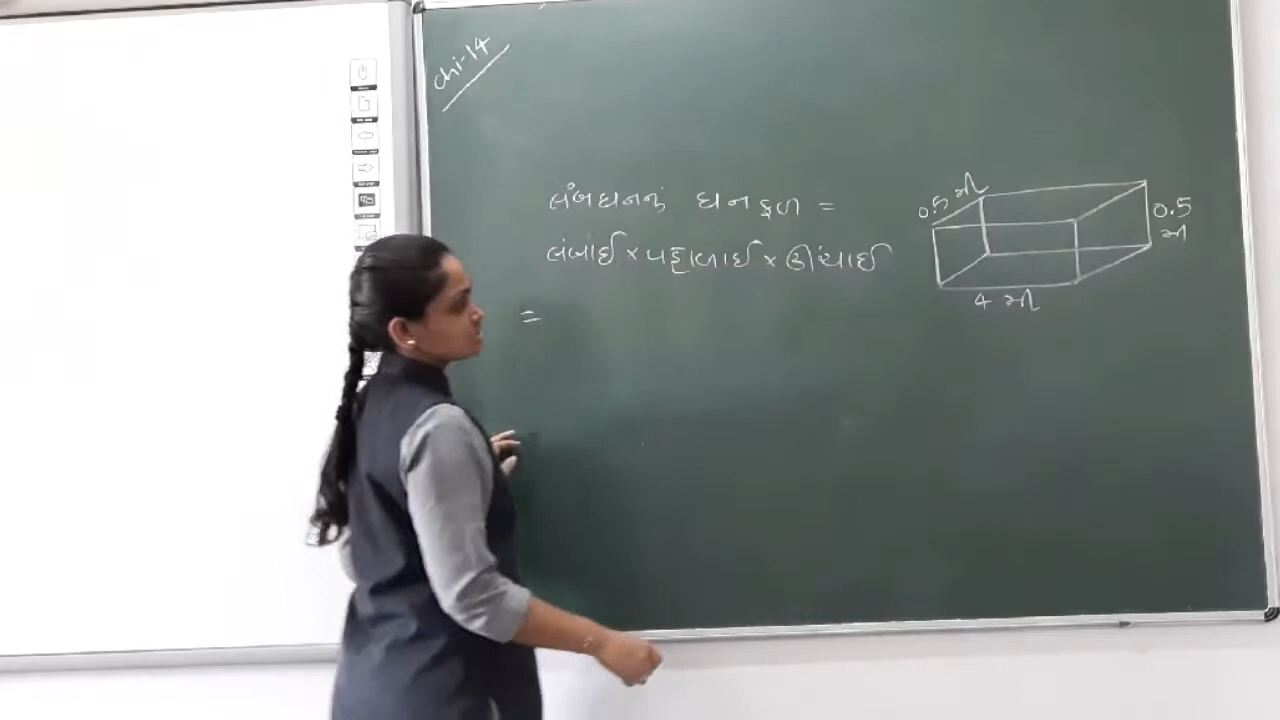 ch-14
લંબઘનનું ઘનફળ =
લંબાઈ × પહોળાઈ × ઊંચાઈ
=
0.5 મી
0.5
મી
4 મી